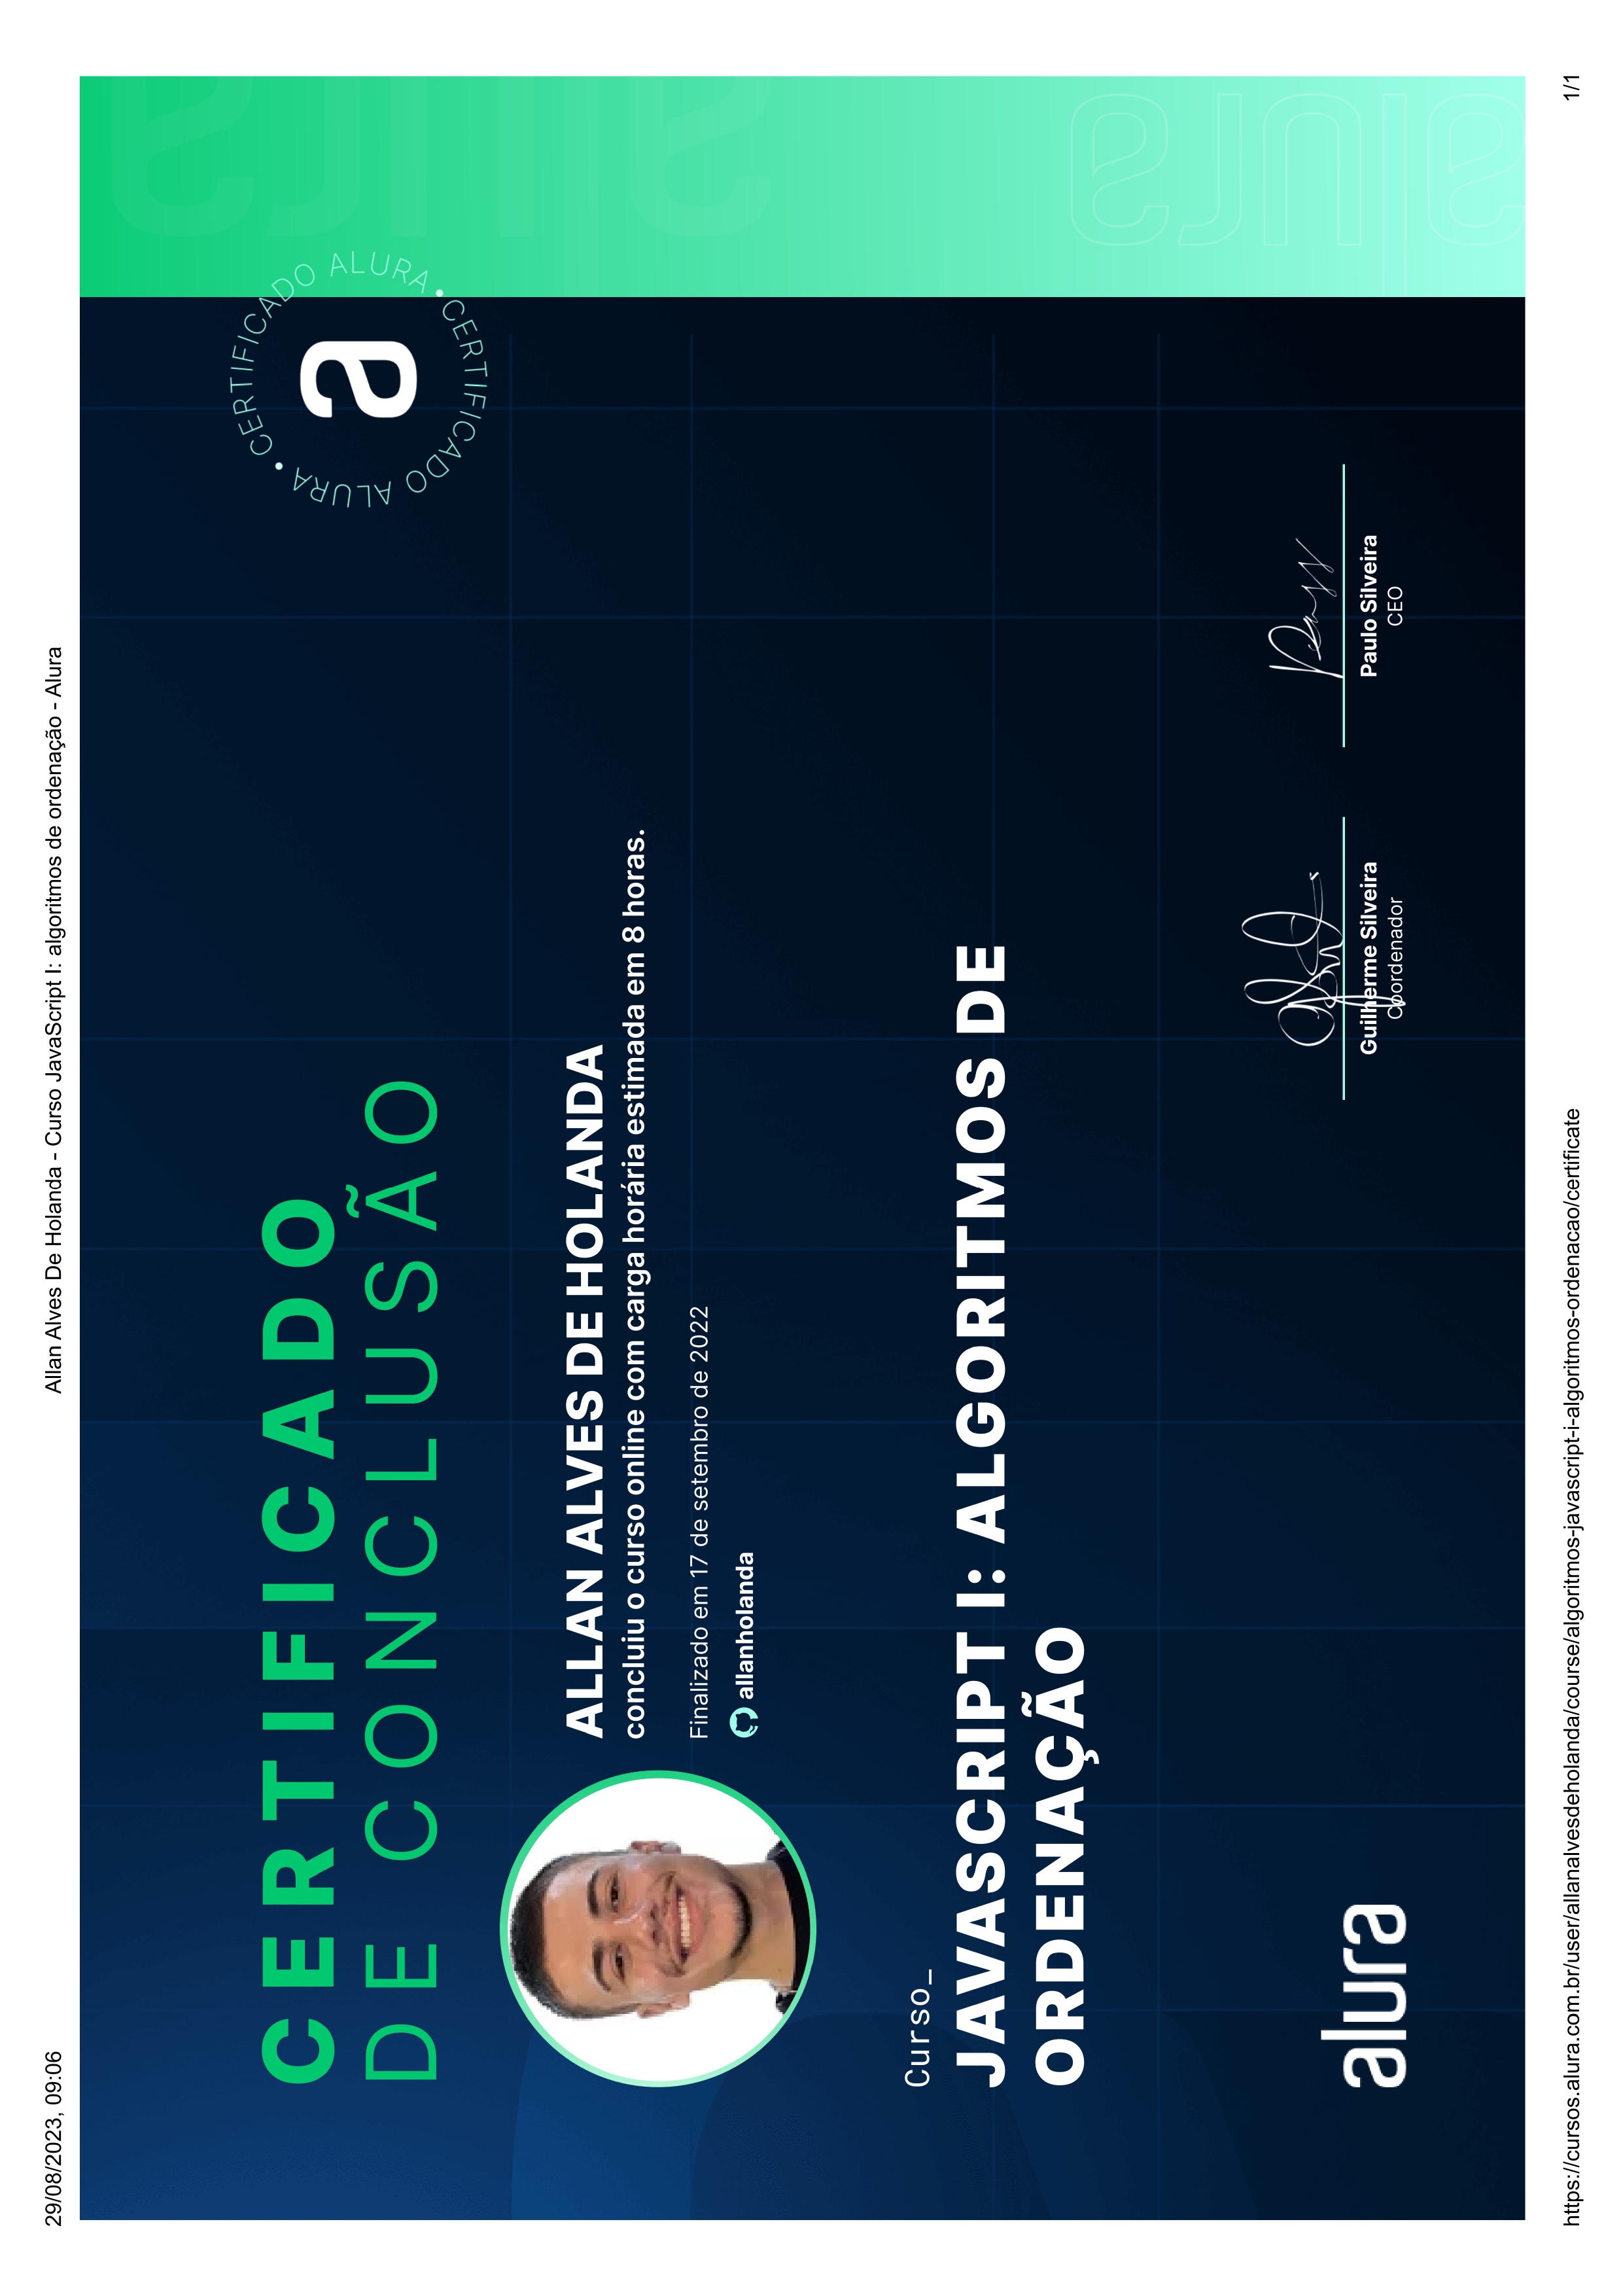 29/08/2023, 09:06
Allan Alves De Holanda - Curso JavaScript I: algoritmos de ordenação - Alura
CERTIFICADO
DE CONCLUSÃO
CERTIFICADO ALURA • CERTIFICADO ALURA •
a
ALLAN ALVES DE HOLANDA
concluiu o curso online com carga horária estimada em 8 horas.
Finalizado em 17 de setembro de 2022
allanholanda
Curso_
JAVASCRIPT I: ALGORITMOS DE
ORDENAÇÃO
alura
Guilherme Silveira
Coordenador
Paulo Silveira
CEO
alura
alura
https://cursos.alura.com.br/user/allanalvesdeholanda/course/algoritmos-javascript-i-algoritmos-ordenacao/certificate
1/1